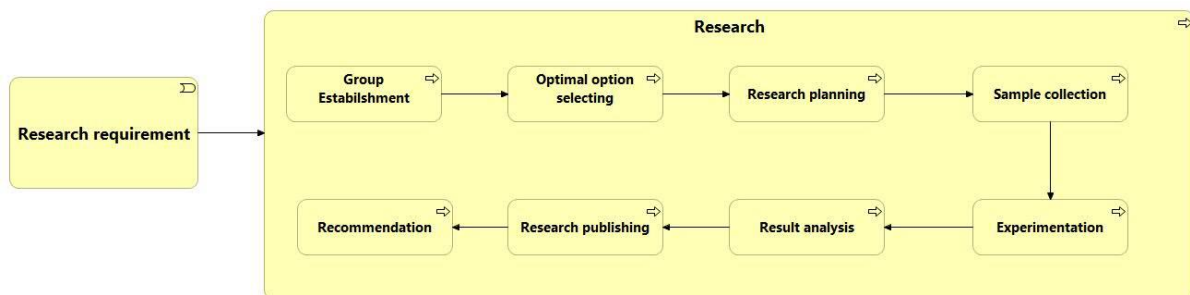 Research
Group
Estabilshment
Optimal option
selecting
Research planning
Sample collection
Research requirement
Recommendation
Research publishing
Result analysis
Experimentation